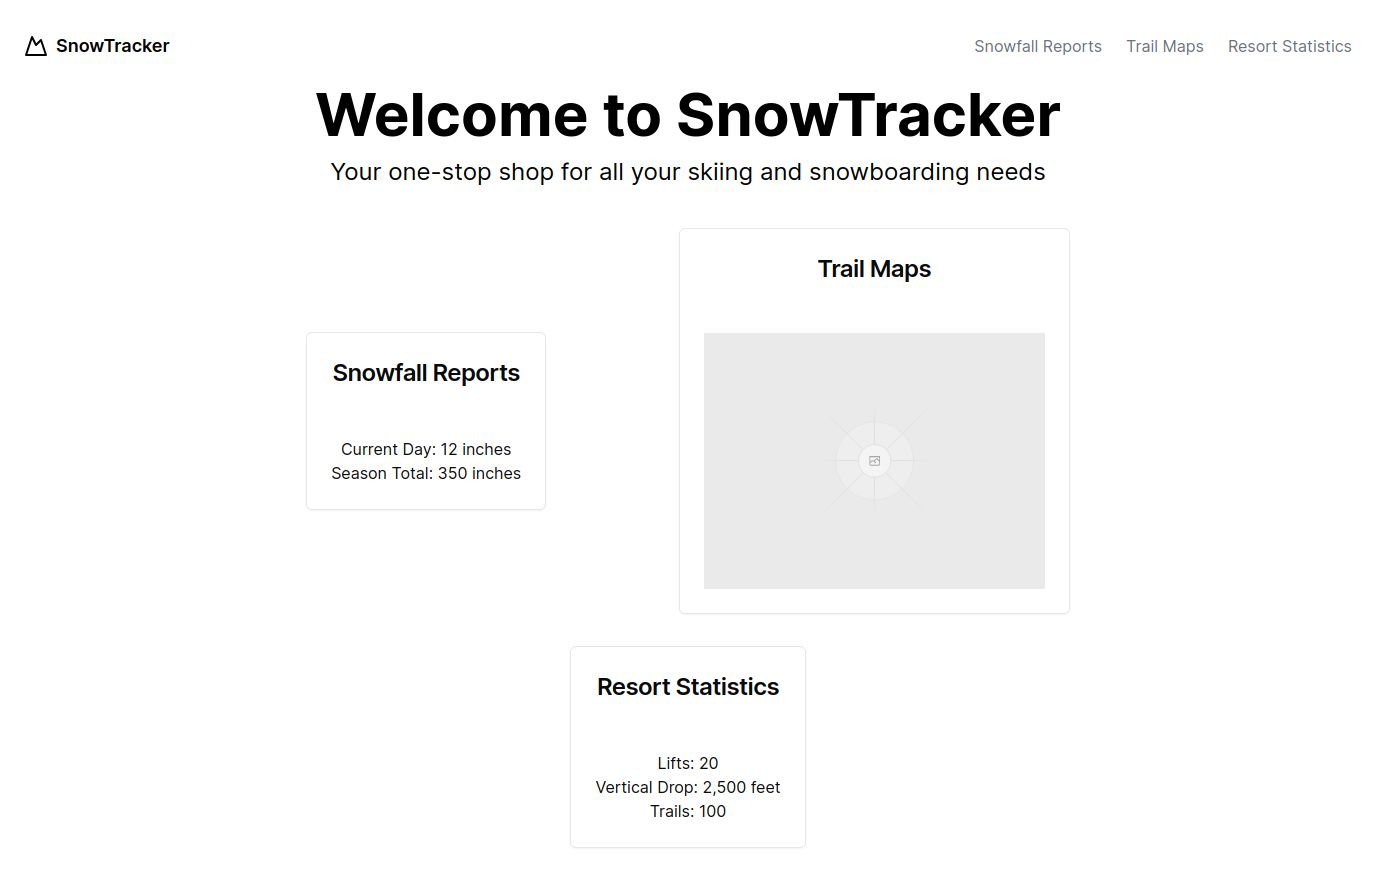 SnowTracker
Snowfall Reports
Trail Maps
Resort Statistics
Welcome to SnowTracker
Your one-stop shop for all your skiing and snowboarding needs
Snowfall Reports
Current Day: 12 inches
Season Total: 350 inches
Trail Maps
Resort Statistics
Lifts: 20
Vertical Drop: 2,500 feet
Trails: 100